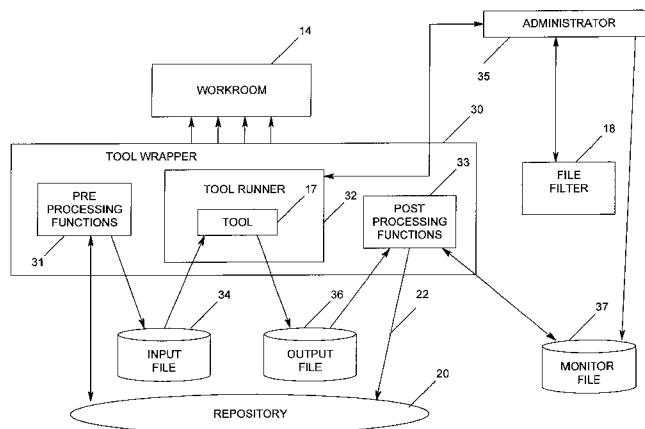 ADMINISTRATOR
14
35
WORKROOM
30
18
TOOL WRAPPER
33
FILE
FILTER
TOOL RUNNER
17
PRE
PROCESSING
FUNCTIONS
TOOL
32
POST
PROCESSING
FUNCTIONS
31
34
36
22
37
INPUT
FILE
OUTPUT
FILE
MONITOR
FILE
20
REPOSITORY